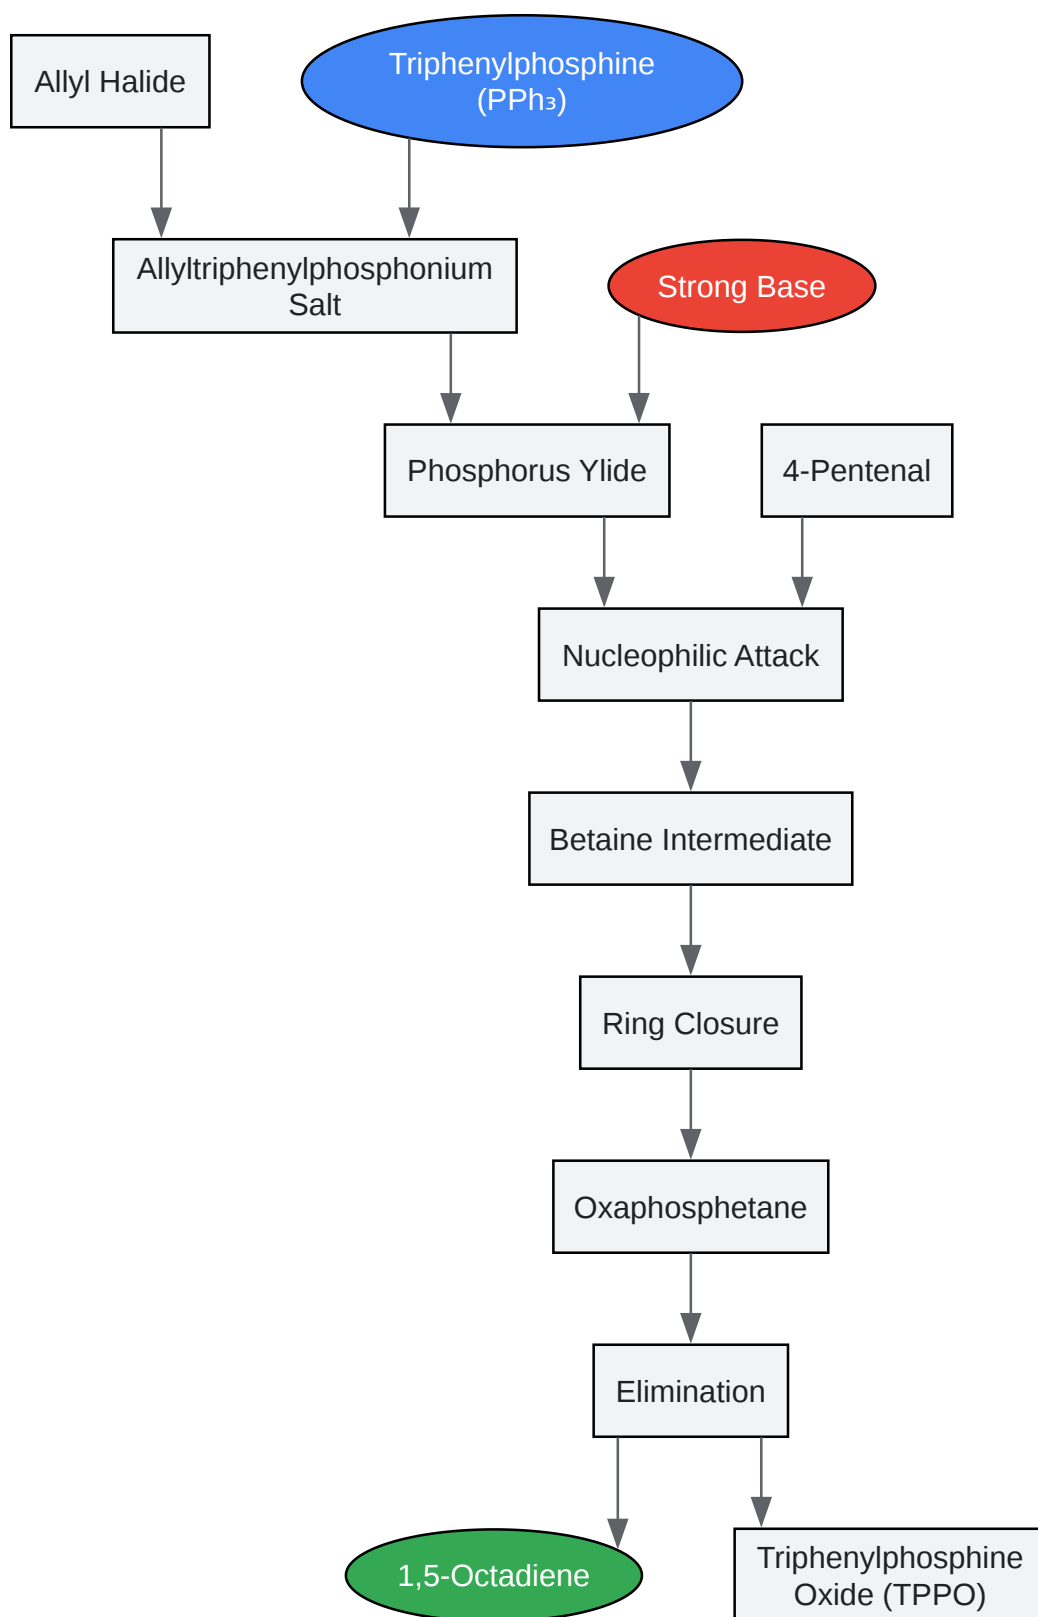 Allyl Halide
Triphenylphosphine
(PPh₃)
Allyltriphenylphosphonium
Salt
Strong Base
Phosphorus Ylide
4-Pentenal
Nucleophilic Attack
Betaine Intermediate
Ring Closure
Oxaphosphetane
Elimination
1,5-Octadiene
Triphenylphosphine
Oxide (TPPO)